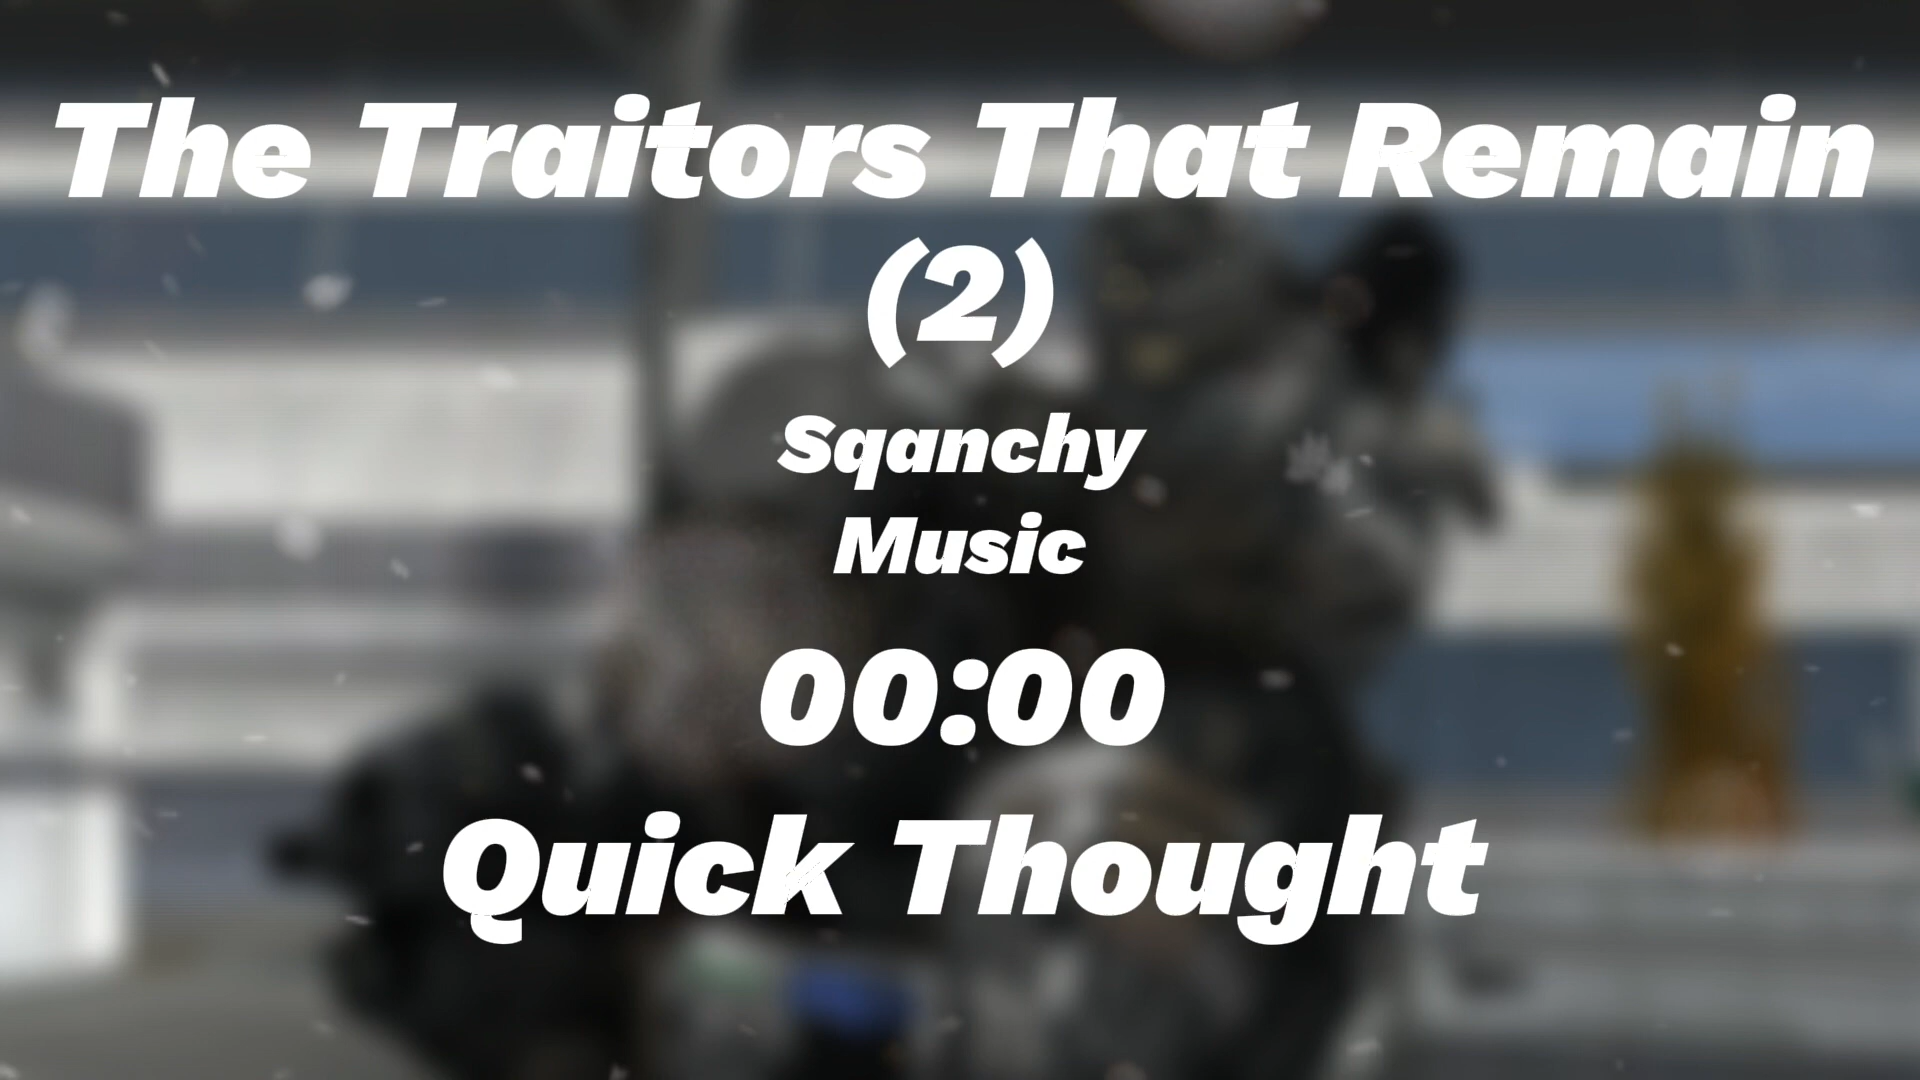 The Traitors That Remain
(2)
Sqanchy
Music
00:00
Quick Thought